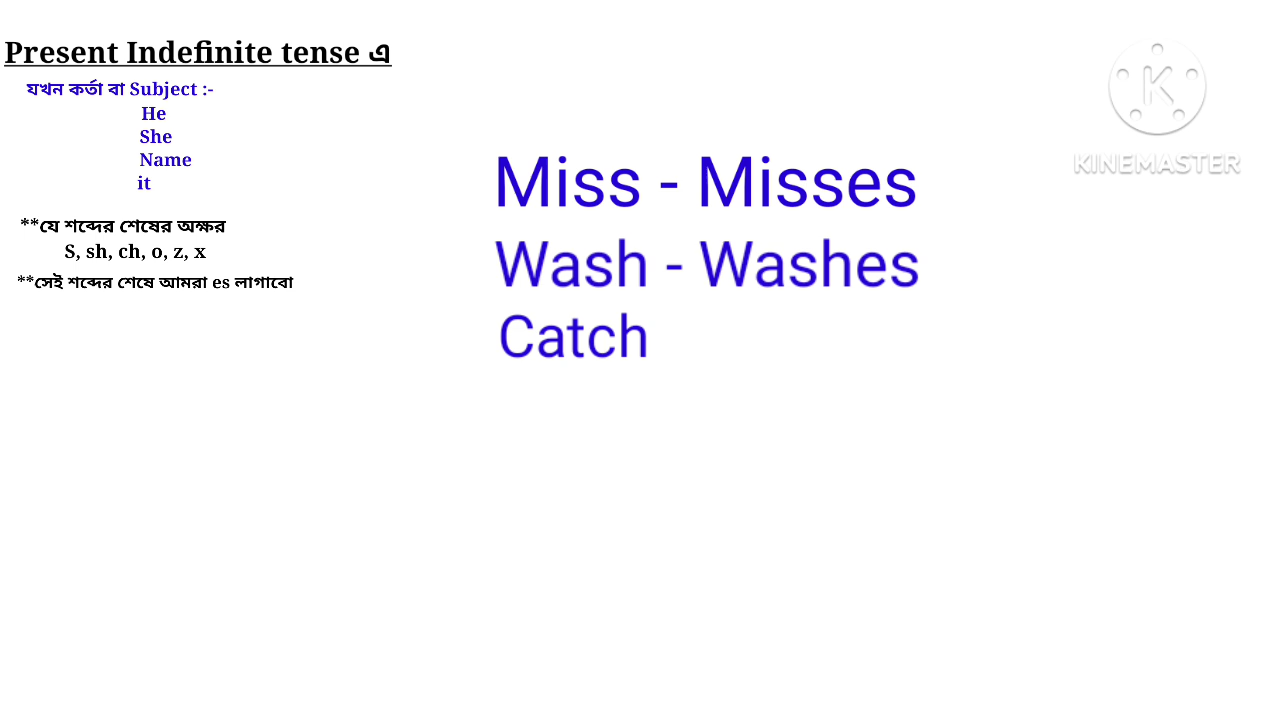 Present Indefinite tense এ
যখন কর্তা বা Subject :-
He
She
Name
it
**যে শব্দের শেষের অক্ষর
S, sh, ch, o, z, x
**সেই শব্দের শেষে আমরা es লাগাবো
Miss - Misses
Wash - Washes
Catch
K
KINEMASTER